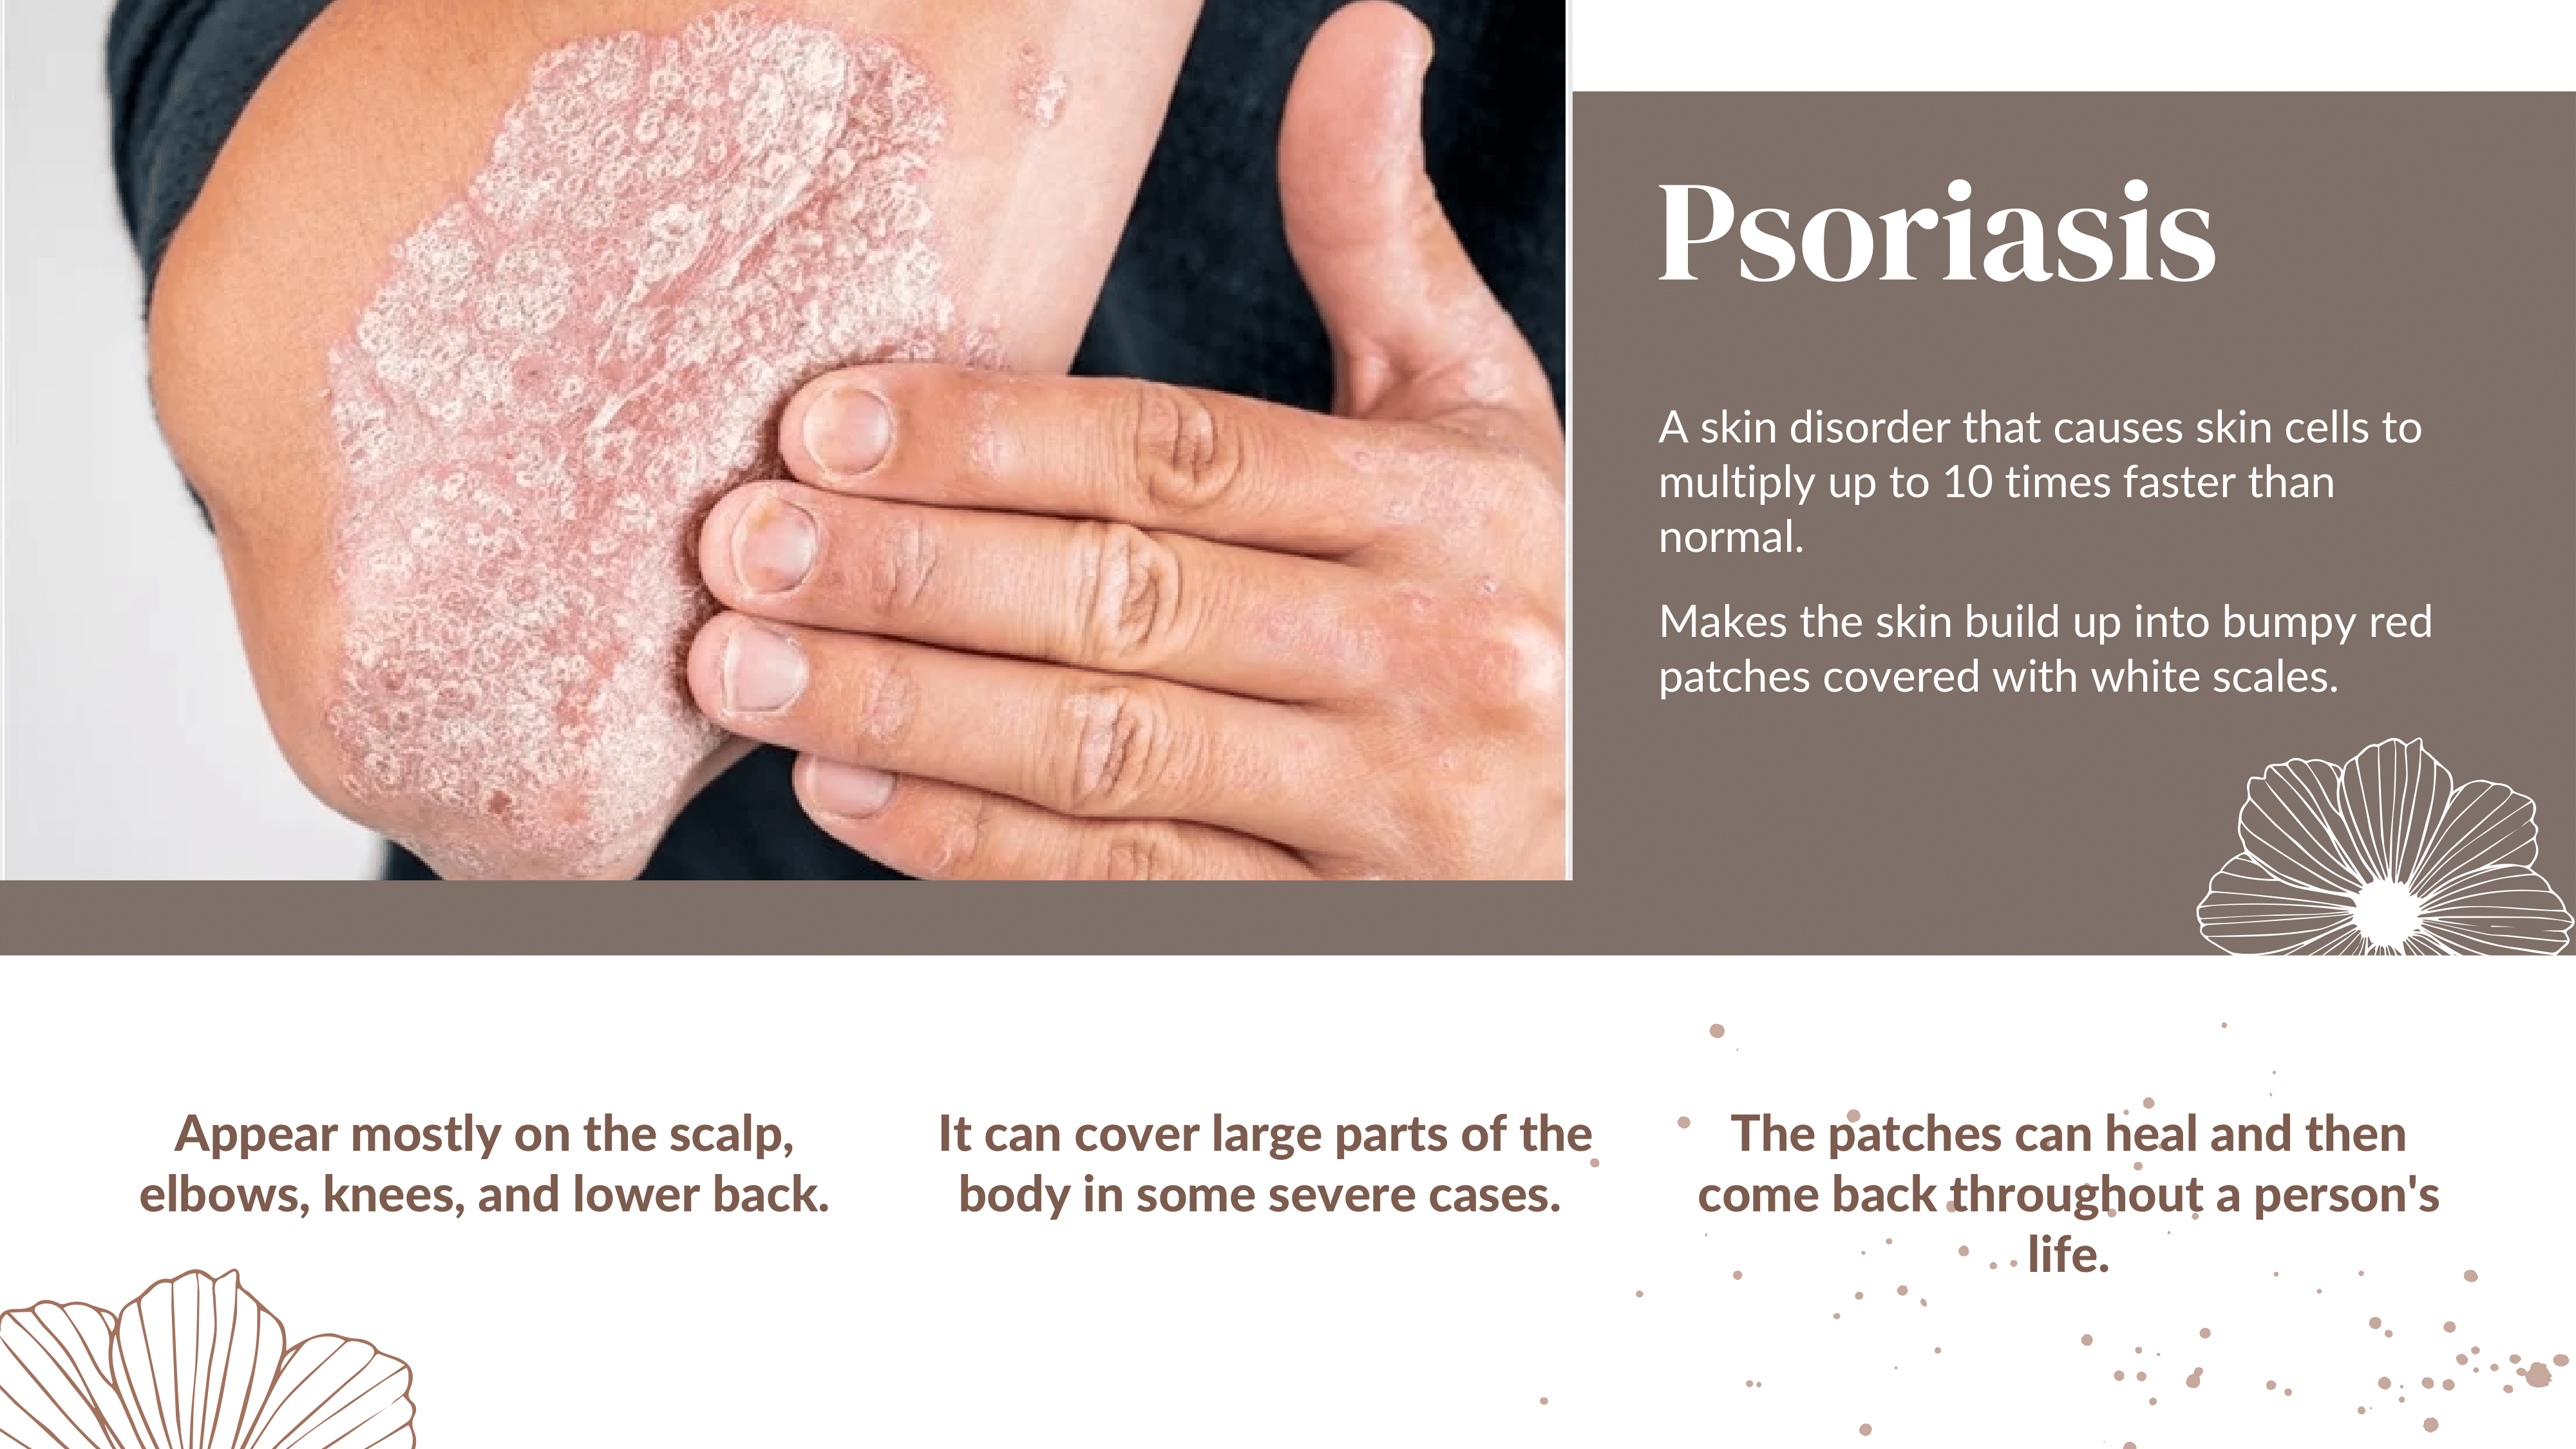 Psoriasis
A skin disorder that causes skin cells to
multiply up to 10 times faster than
normal.
Makes the skin build up into bumpy red
patches covered with white scales.
Appear mostly on the scalp,
elbows, knees, and lower back.
It can cover large parts of the
body in some severe cases.
The patches can heal and then
come back throughout a person's
life.